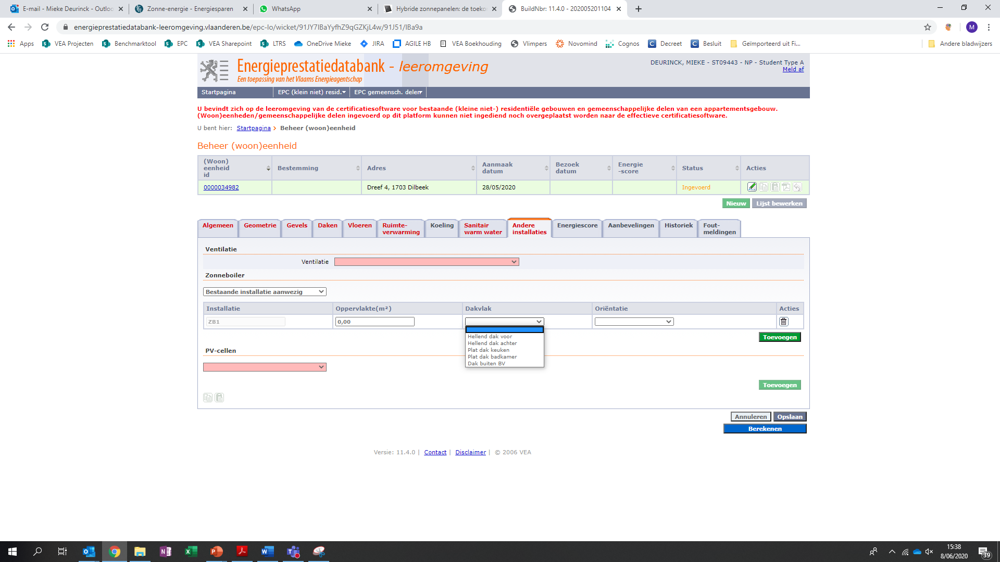 E-mail - Mieke Deurinck - Outloo
Zonne-energie - Energiesparen
WhatsApp
Hybride zonnepanelen: de toeko
BuildNbr: 11.4.0 - 202005201104
energieprestatiedatabank-leeromgeving.vlaanderen.be/epc-lo/wicket/91JY7IBaYyfhZ9qGZKjL4w/91J51/IBa9a
M
Apps
VEA Projecten
Benchmarktool
EPC
VEA Sharepoint
LTRS
OneDrive Mieke
JIRA
AGILE HB
VEA Boekhouding
Vlimpers
Novomind
Cognos
Decreet
Besluit
Geïmporteerd uit Fi...
Andere bladwijzers
Energieprestatiedatabank - leeromgeving
Een toepassing van het Vlaams Energieagentschap
DEURINCK, MIEKE - ST09443 - NP - Student Type A
Meld af
Startpagina
EPC (klein niet) resid.
EPC gemeensch. delen
U bevindt zich op de leeromgeving van de certificatiesoftware voor bestaande (kleine niet-) residentiële gebouwen en gemeenschappelijke delen van een appartementsgebouw.
(Woon)eenheden/gemeenschappelijke delen ingevoerd op dit platform kunnen niet ingediend noch overgeplaatst worden naar de effectieve certificatiesoftware.
U bent hier: Startpagina > Beheer (woon)eenheid
Beheer (woon)eenheid
(Woon)
eenheid
id
Bestemming
Adres
Aanmaak
datum
Bezoek
datum
Energie
-score
Status
Acties
0000034982
Dreef 4, 1703 Dilbeek
28/05/2020
Ingevoerd
Nieuw
Lijst bewerken
Algemeen
Geometrie
Gevels
Daken
Vloeren
Ruimte-
verwarming
Koeling
Sanitair
warm water
Andere
installaties
Energiescore
Aanbevelingen
Historiek
Fout-
meldingen
Ventilatie
Ventilatie
Zonneboiler
Bestaande installatie aanwezig
Installatie
Oppervlakte(m²)
Dakvlak
Oriëntatie
Acties
ZB1
0,00
Hellend dak voor
Hellend dak achter
Plat dak keuken
Plat dak badkamer
Dak buiten BV
Toevoegen
PV-cellen
Toevoegen
Annuleren
Opslaan
Berekenen
Versie: 11.4.0 | Contact | Disclaimer | © 2006 VEA
15:38
8/06/2020
39